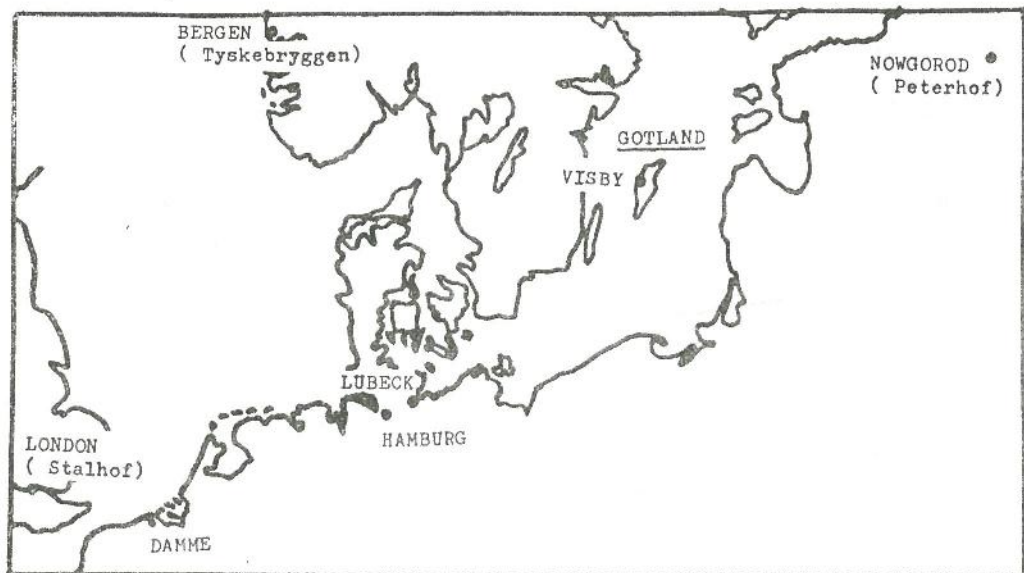 BERGEN
( Tyskebryggen)
NOWGOROD
( Peterhof)
GOTLAND
VISBY
LUBECK
HAMBURG
LONDON
( Stalhof)
DAMME